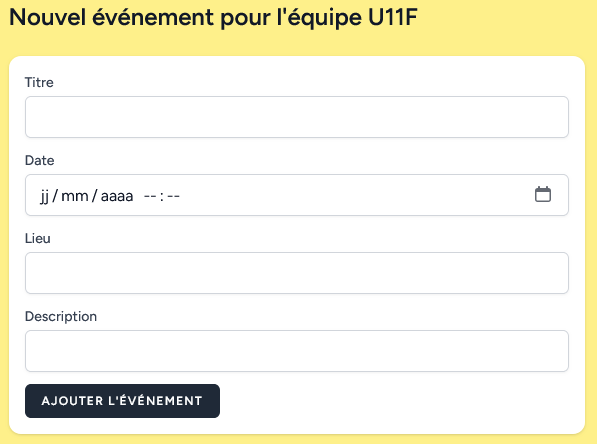 Nouvel événement pour l'équipe U11F
Titre
Date
jj/mm/aaaa --:--
Lieu
Description
AJOUTER L'ÉVÉNEMENT